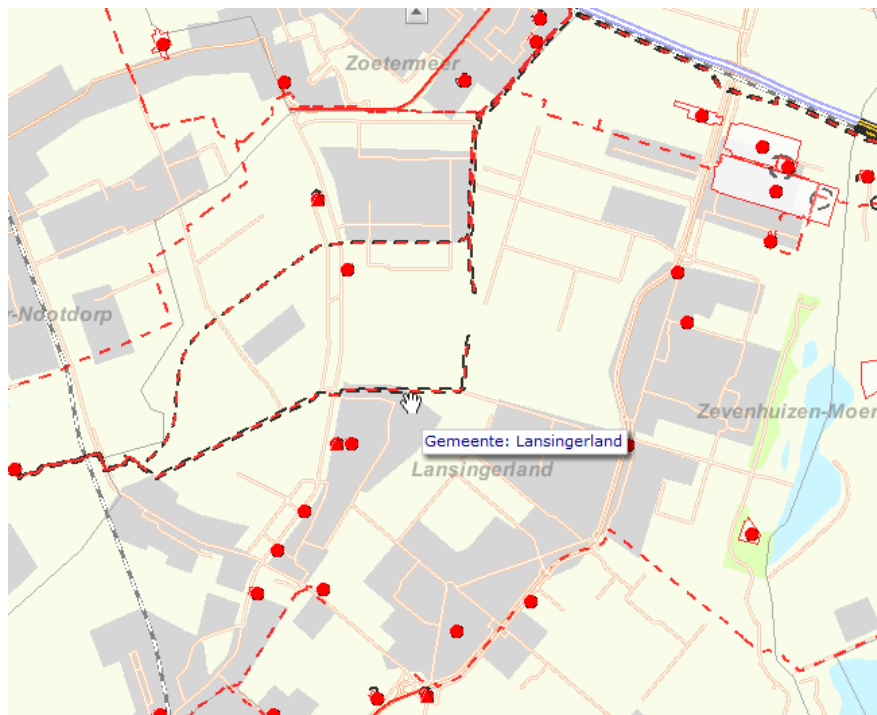 Zoetermeer
r-Nootdorp
Zevenhuizen-Moer
Gemeente: Lansingerland
Lansingerland